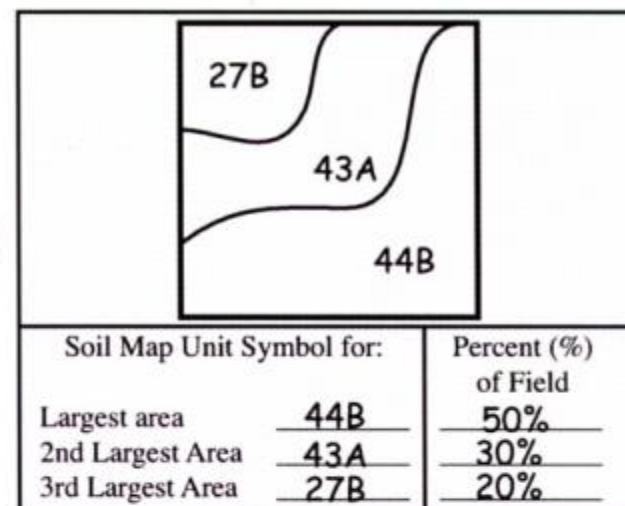 27B
43A
44B
Soil Map Unit Symbol for:
Percent (%)
of Field
Largest area 44B 50%
2nd Largest Area 43A 30%
3rd Largest Area 27B 20%